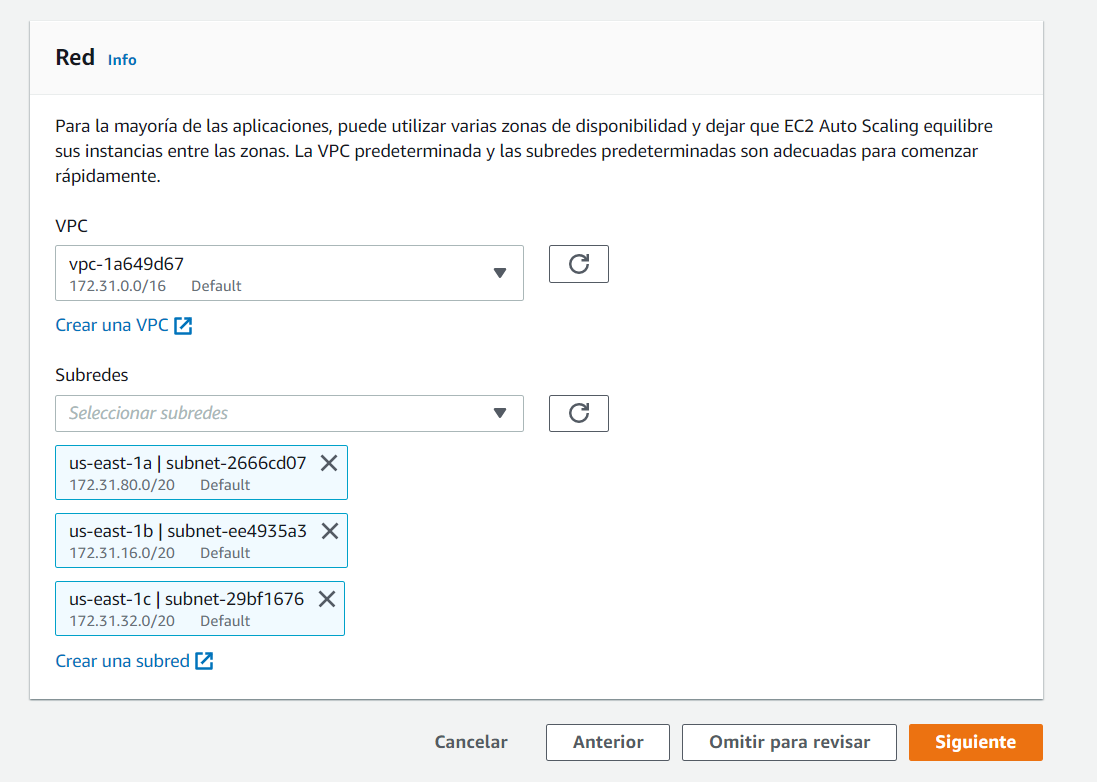 Red Info
Para la mayoría de las aplicaciones, puede utilizar varias zonas de disponibilidad y dejar que EC2 Auto Scaling equilibre
sus instancias entre las zonas. La VPC predeterminada y las subredes predeterminadas son adecuadas para comenzar
rápidamente.
VPC
vpc-1a649d67
172.31.0.0/16 Default
Crear una VPC
Subredes
Seleccionar subredes
us-east-1a | subnet-2666cd07
172.31.80.0/20 Default
us-east-1b | subnet-ee4935a3
172.31.16.0/20 Default
us-east-1c | subnet-29bf1676
172.31.32.0/20 Default
Crear una subred
Cancelar Anterior Omitir para revisar Siguiente